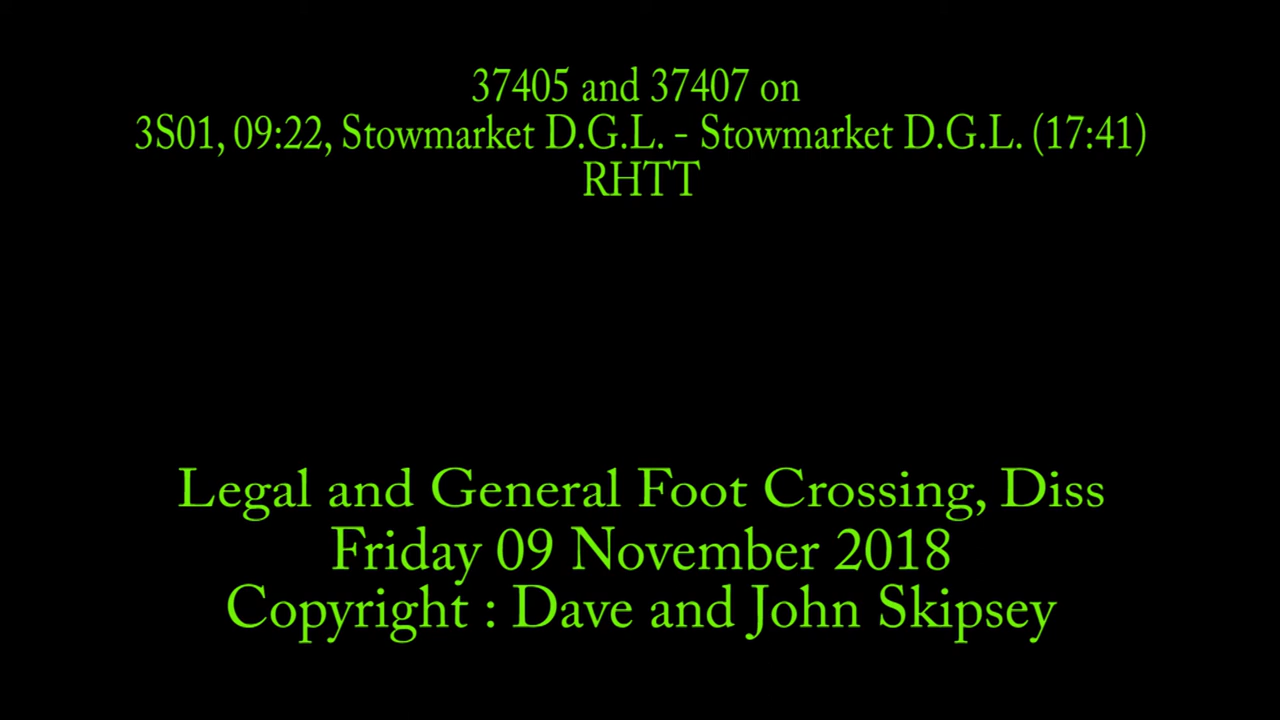 37405 and 37407 on
3S01, 09:22, Stowmarket D.G.L. - Stowmarket D.G.L. (17:41)
RHTT
Legal and General Foot Crossing, Diss
Friday 09 November 2018
Copyright : Dave and John Skipsey